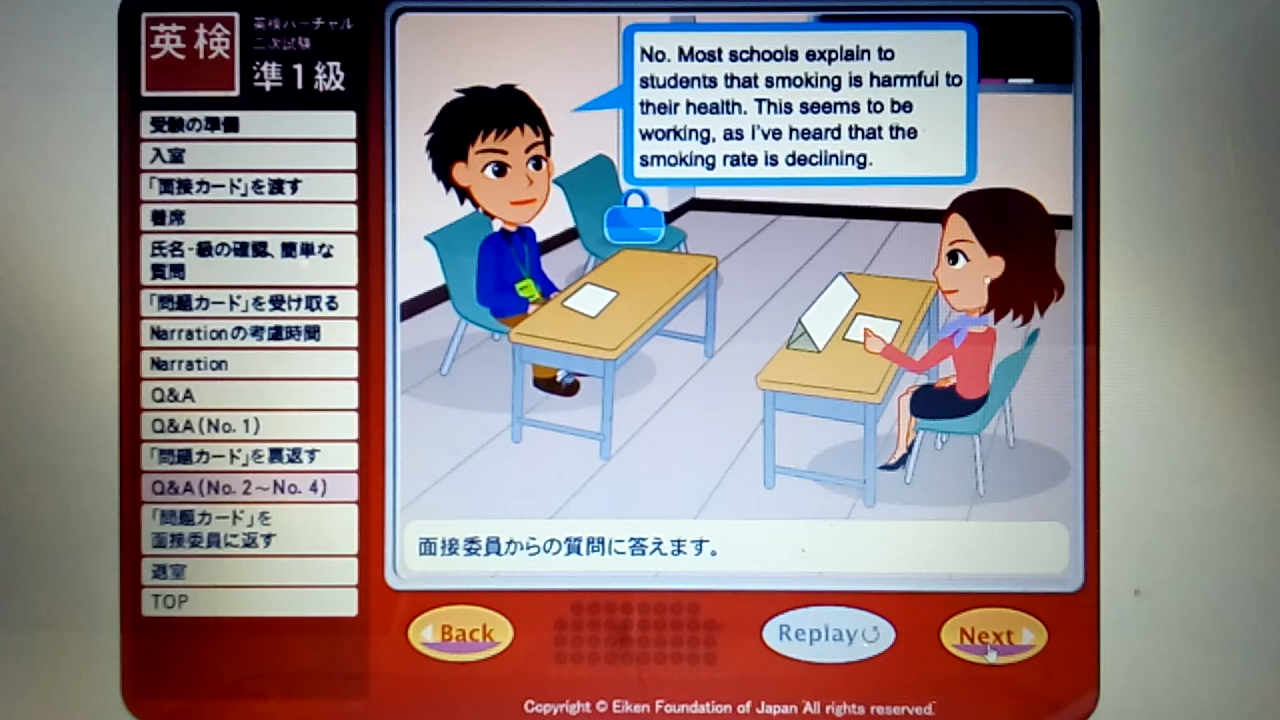 英検
英検バーチャル
二次試験
準1級
受験の準備
入室
「面接カード」を渡す
着席
氏名・級の確認、簡単な
質問
「問題カード」を受け取る
Narrationの考慮時間
Narration
Q&A
Q&A(No. 1)
「問題カード」を裏返す
Q&A(No. 2～No. 4)
「問題カード」を
面接委員に返す
退室
TOP
No. Most schools explain to
students that smoking is harmful to
their health. This seems to be
working, as I've heard that the
smoking rate is declining.
面接委員からの質問に答えます。
Back
Replay
Next
Copyright © Eiken Foundation of Japan All rights reserved.